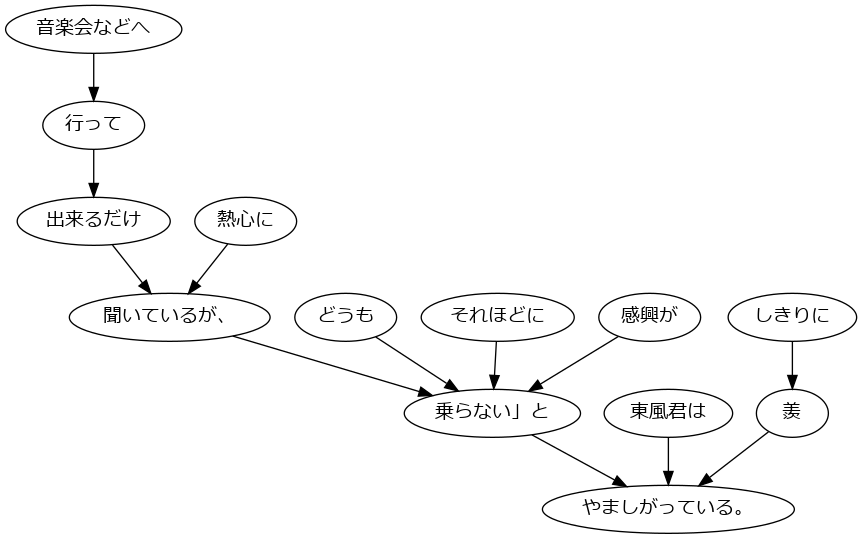 音楽会などへ
行って
出来るだけ
熱心に
聞いているが、
どうも
それほどに
感興が
しきりに
乗らない」と
東風君は
羨
やましがっている。